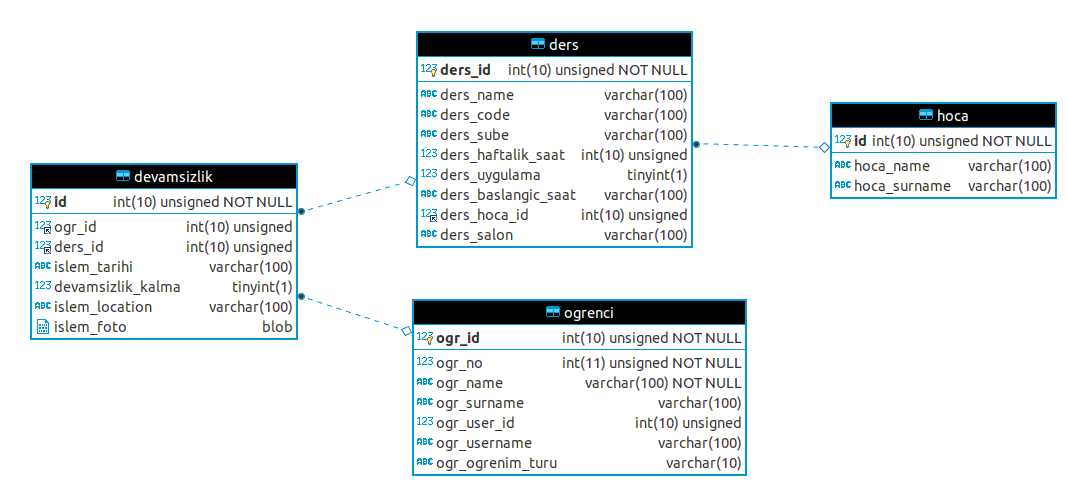 ders
123 ders_id int(10) unsigned NOT NULL
ABC ders_name varchar(100)
ABC ders_code varchar(100)
ABC ders_sube varchar(100)
123 ders_haftalik_saat int(10) unsigned
123 ders_uygulama tinyint(1)
ABC ders_baslangic_saat varchar(100)
123 ders_hoca_id int(10) unsigned
ABC ders_salon varchar(100)
hoca
123 id int(10) unsigned NOT NULL
ABC hoca_name varchar(100)
ABC hoca_surname varchar(100)
devamsizlik
123 id int(10) unsigned NOT NULL
123 ogr_id int(10) unsigned
123 ders_id int(10) unsigned
ABC islem_tarihi varchar(100)
123 devamsizlik_kalma tinyint(1)
ABC islem_location varchar(100)
islem_foto blob
ogrenci
123 ogr_id int(10) unsigned NOT NULL
123 ogr_no int(11) unsigned NOT NULL
ABC ogr_name varchar(100) NOT NULL
ABC ogr_surname varchar(100)
123 ogr_user_id int(10) unsigned
ABC ogr_username varchar(100)
ABC ogr_ogrenim_turu varchar(10)